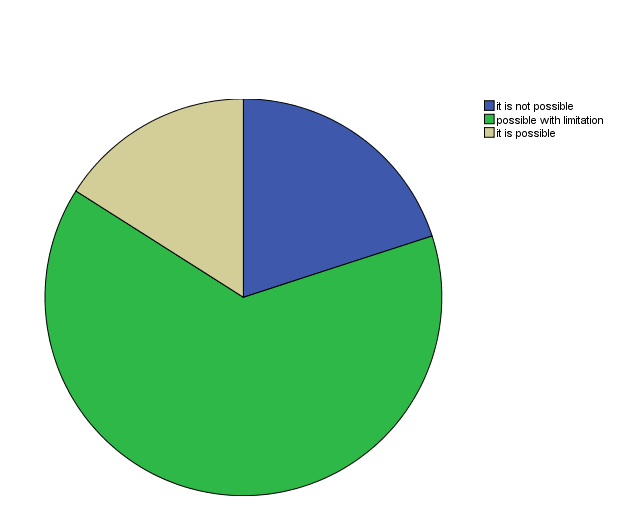 it is not possible
possible with limitation
it is possible